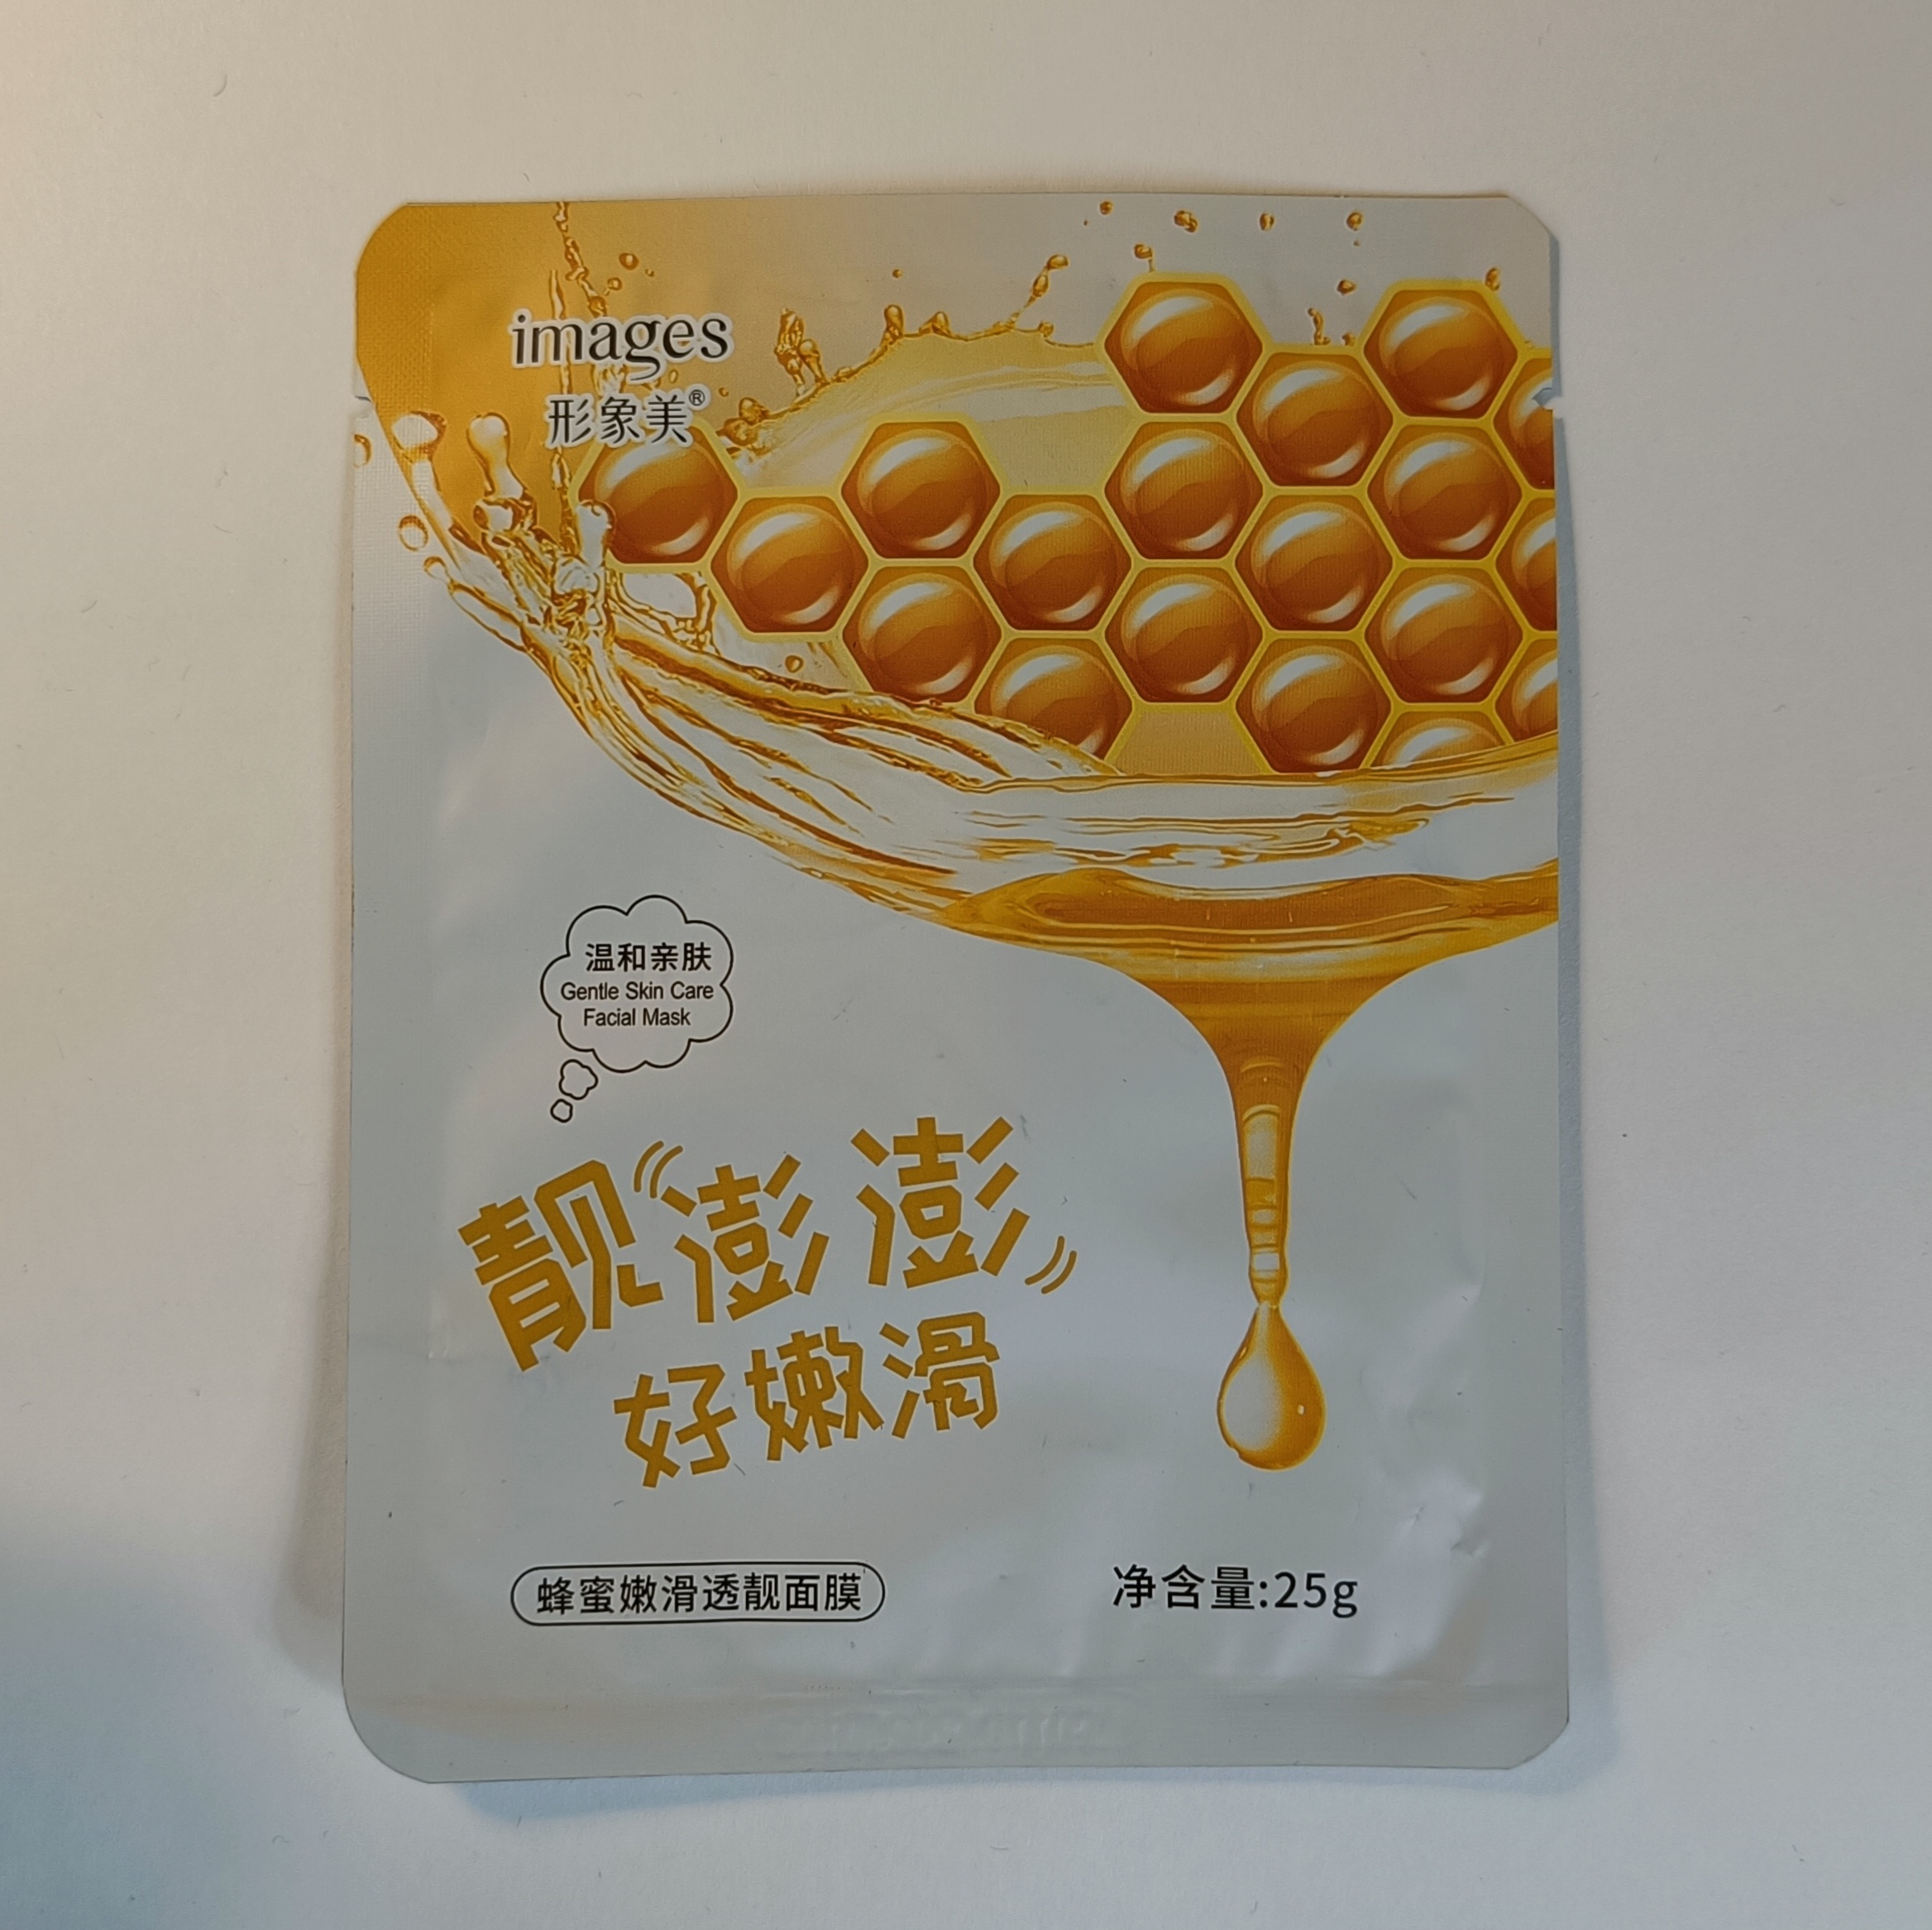 images
形象美®
温和亲肤
Gentle Skin Care
Facial Mask
靓澎澎
好嫩滑
蜂蜜嫩滑透靓面膜
净含量:25g